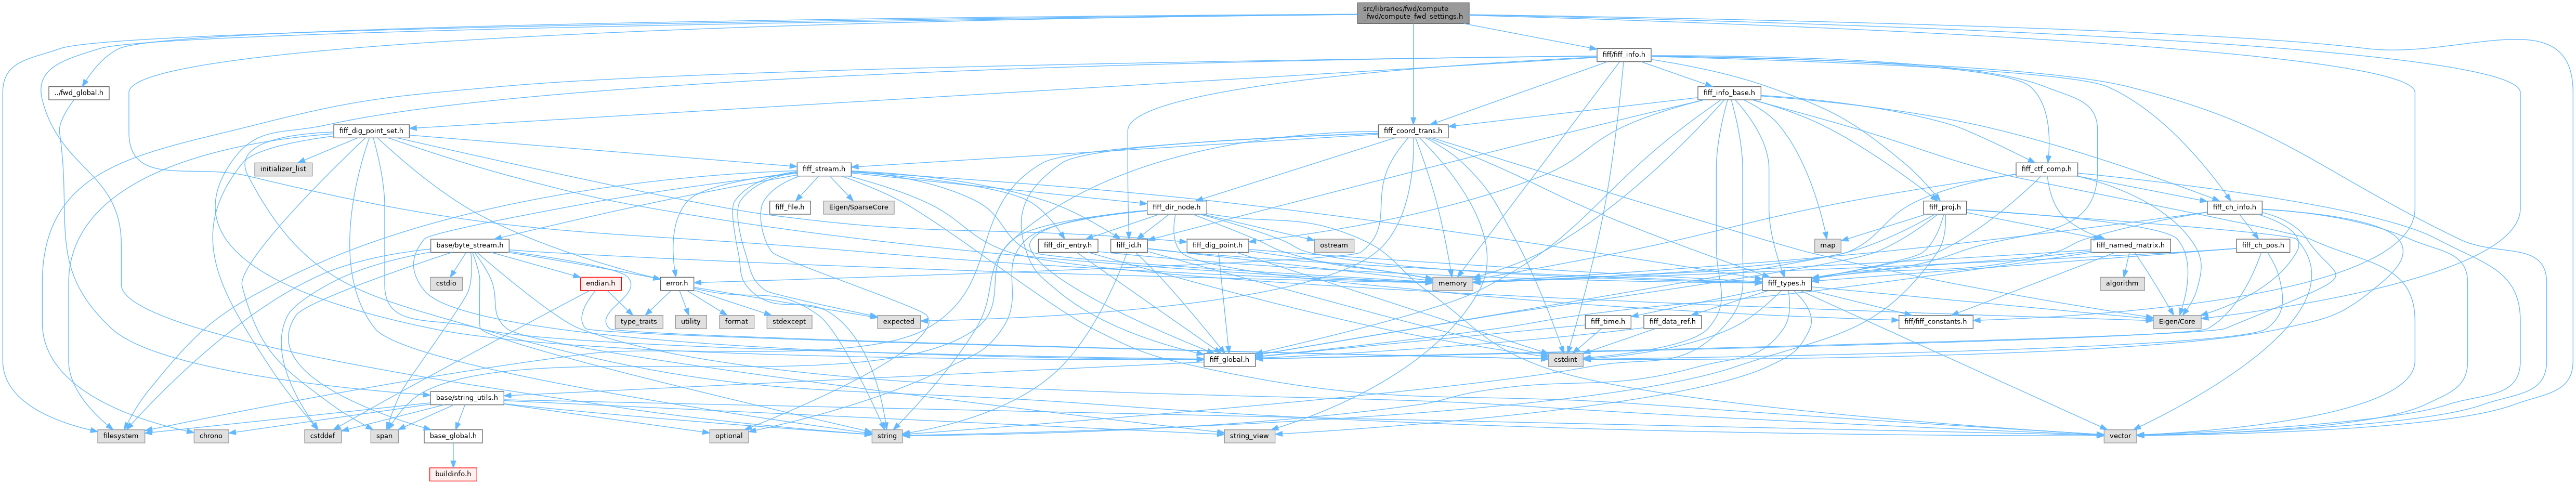 src/libraries/fwd/compute
_fwd/compute_fwd_settings.h
fiff/fiff_info.h
../fwd_global.h
fiff_info_base.h
fiff_dig_point_set.h
fiff_coord_trans.h
initializer_list
fiff_stream.h
fiff_ctf_comp.h
fiff_file.h
Eigen/SparseCore
fiff_dir_node.h
fiff_proj.h
fiff_ch_info.h
base/byte_stream.h
fiff_dir_entry.h
fiff_id.h
fiff_dig_point.h
ostream
map
fiff_named_matrix.h
fiff_ch_pos.h
cstdio
endian.h
error.h
memory
fiff_types.h
algorithm
type_traits
utility
format
stdexcept
expected
fiff_time.h
fiff_data_ref.h
fiff/fiff_constants.h
Eigen/Core
fiff_global.h
cstdint
base/string_utils.h
filesystem
chrono
cstddef
span
base_global.h
optional
string
string_view
vector
buildinfo.h